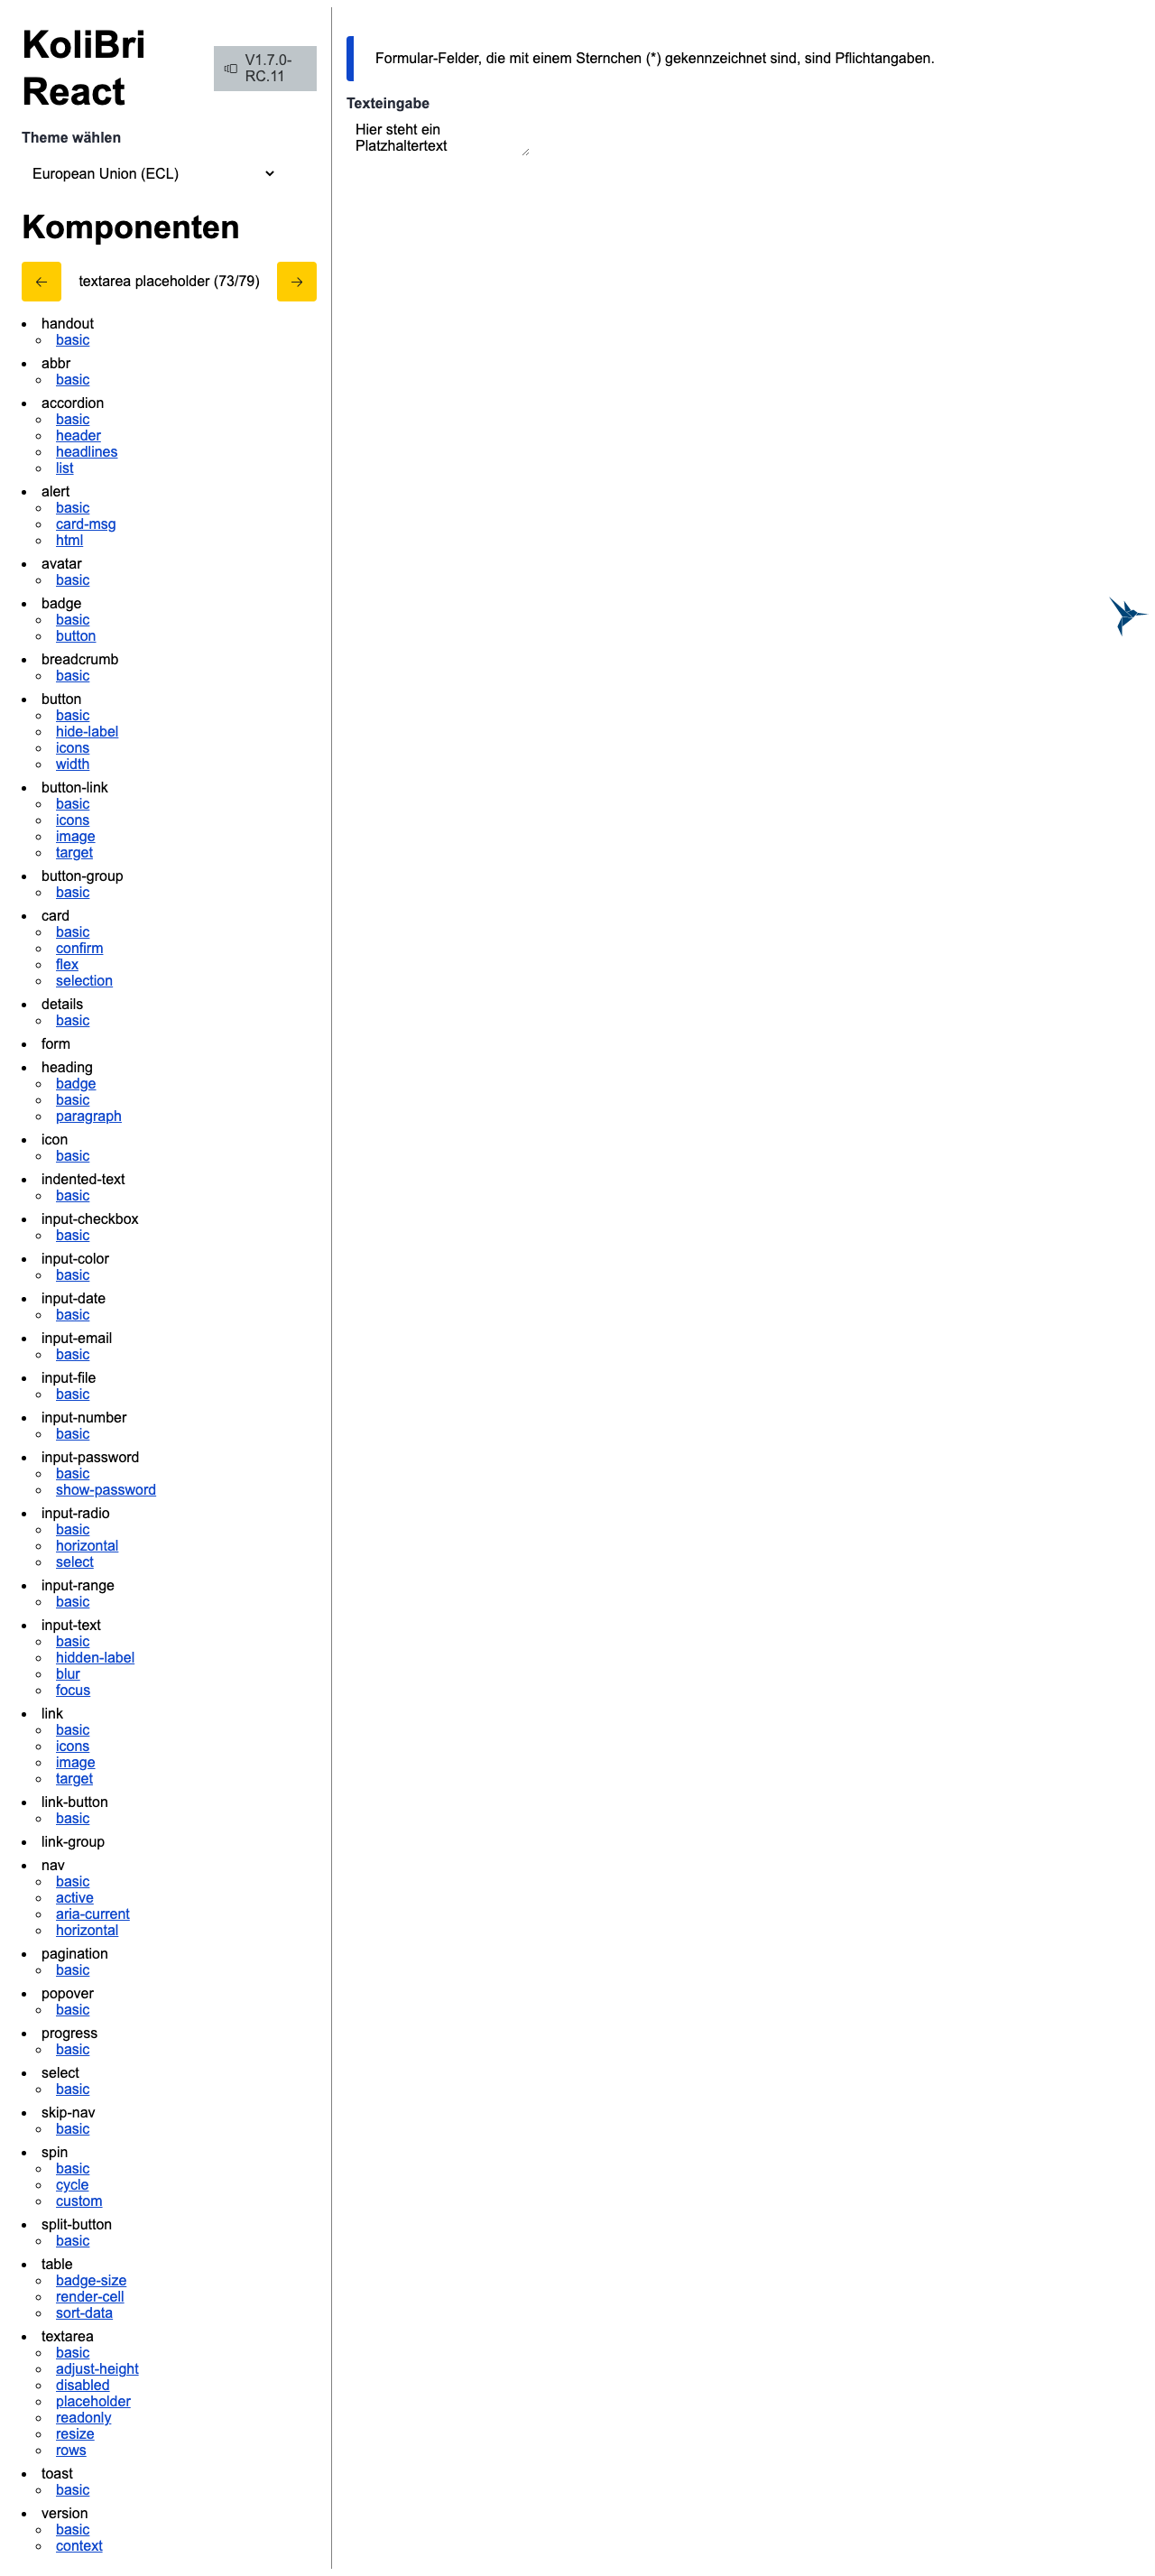 KoliBri
React
V1.7.0-
RC.11
Theme wählen
European Union (ECL)
Komponenten
textarea placeholder (73/79)
handout
basic
abbr
basic
accordion
basic
header
headlines
list
alert
basic
card-msg
html
avatar
basic
badge
basic
button
breadcrumb
basic
button
basic
hide-label
icons
width
button-link
basic
icons
image
target
button-group
basic
card
basic
confirm
flex
selection
details
basic
form
heading
badge
basic
paragraph
icon
basic
indented-text
basic
input-checkbox
basic
input-color
basic
input-date
basic
input-email
basic
input-file
basic
input-number
basic
input-password
basic
show-password
input-radio
basic
horizontal
select
input-range
basic
input-text
basic
hidden-label
blur
focus
link
basic
icons
image
target
link-button
basic
link-group
nav
basic
active
aria-current
horizontal
pagination
basic
popover
basic
progress
basic
select
basic
skip-nav
basic
spin
basic
cycle
custom
split-button
basic
table
badge-size
render-cell
sort-data
textarea
basic
adjust-height
disabled
placeholder
readonly
resize
rows
toast
basic
version
basic
context
Formular-Felder, die mit einem Sternchen (*) gekennzeichnet sind, sind Pflichtangaben.
Texteingabe
Hier steht ein
Platzhaltertext